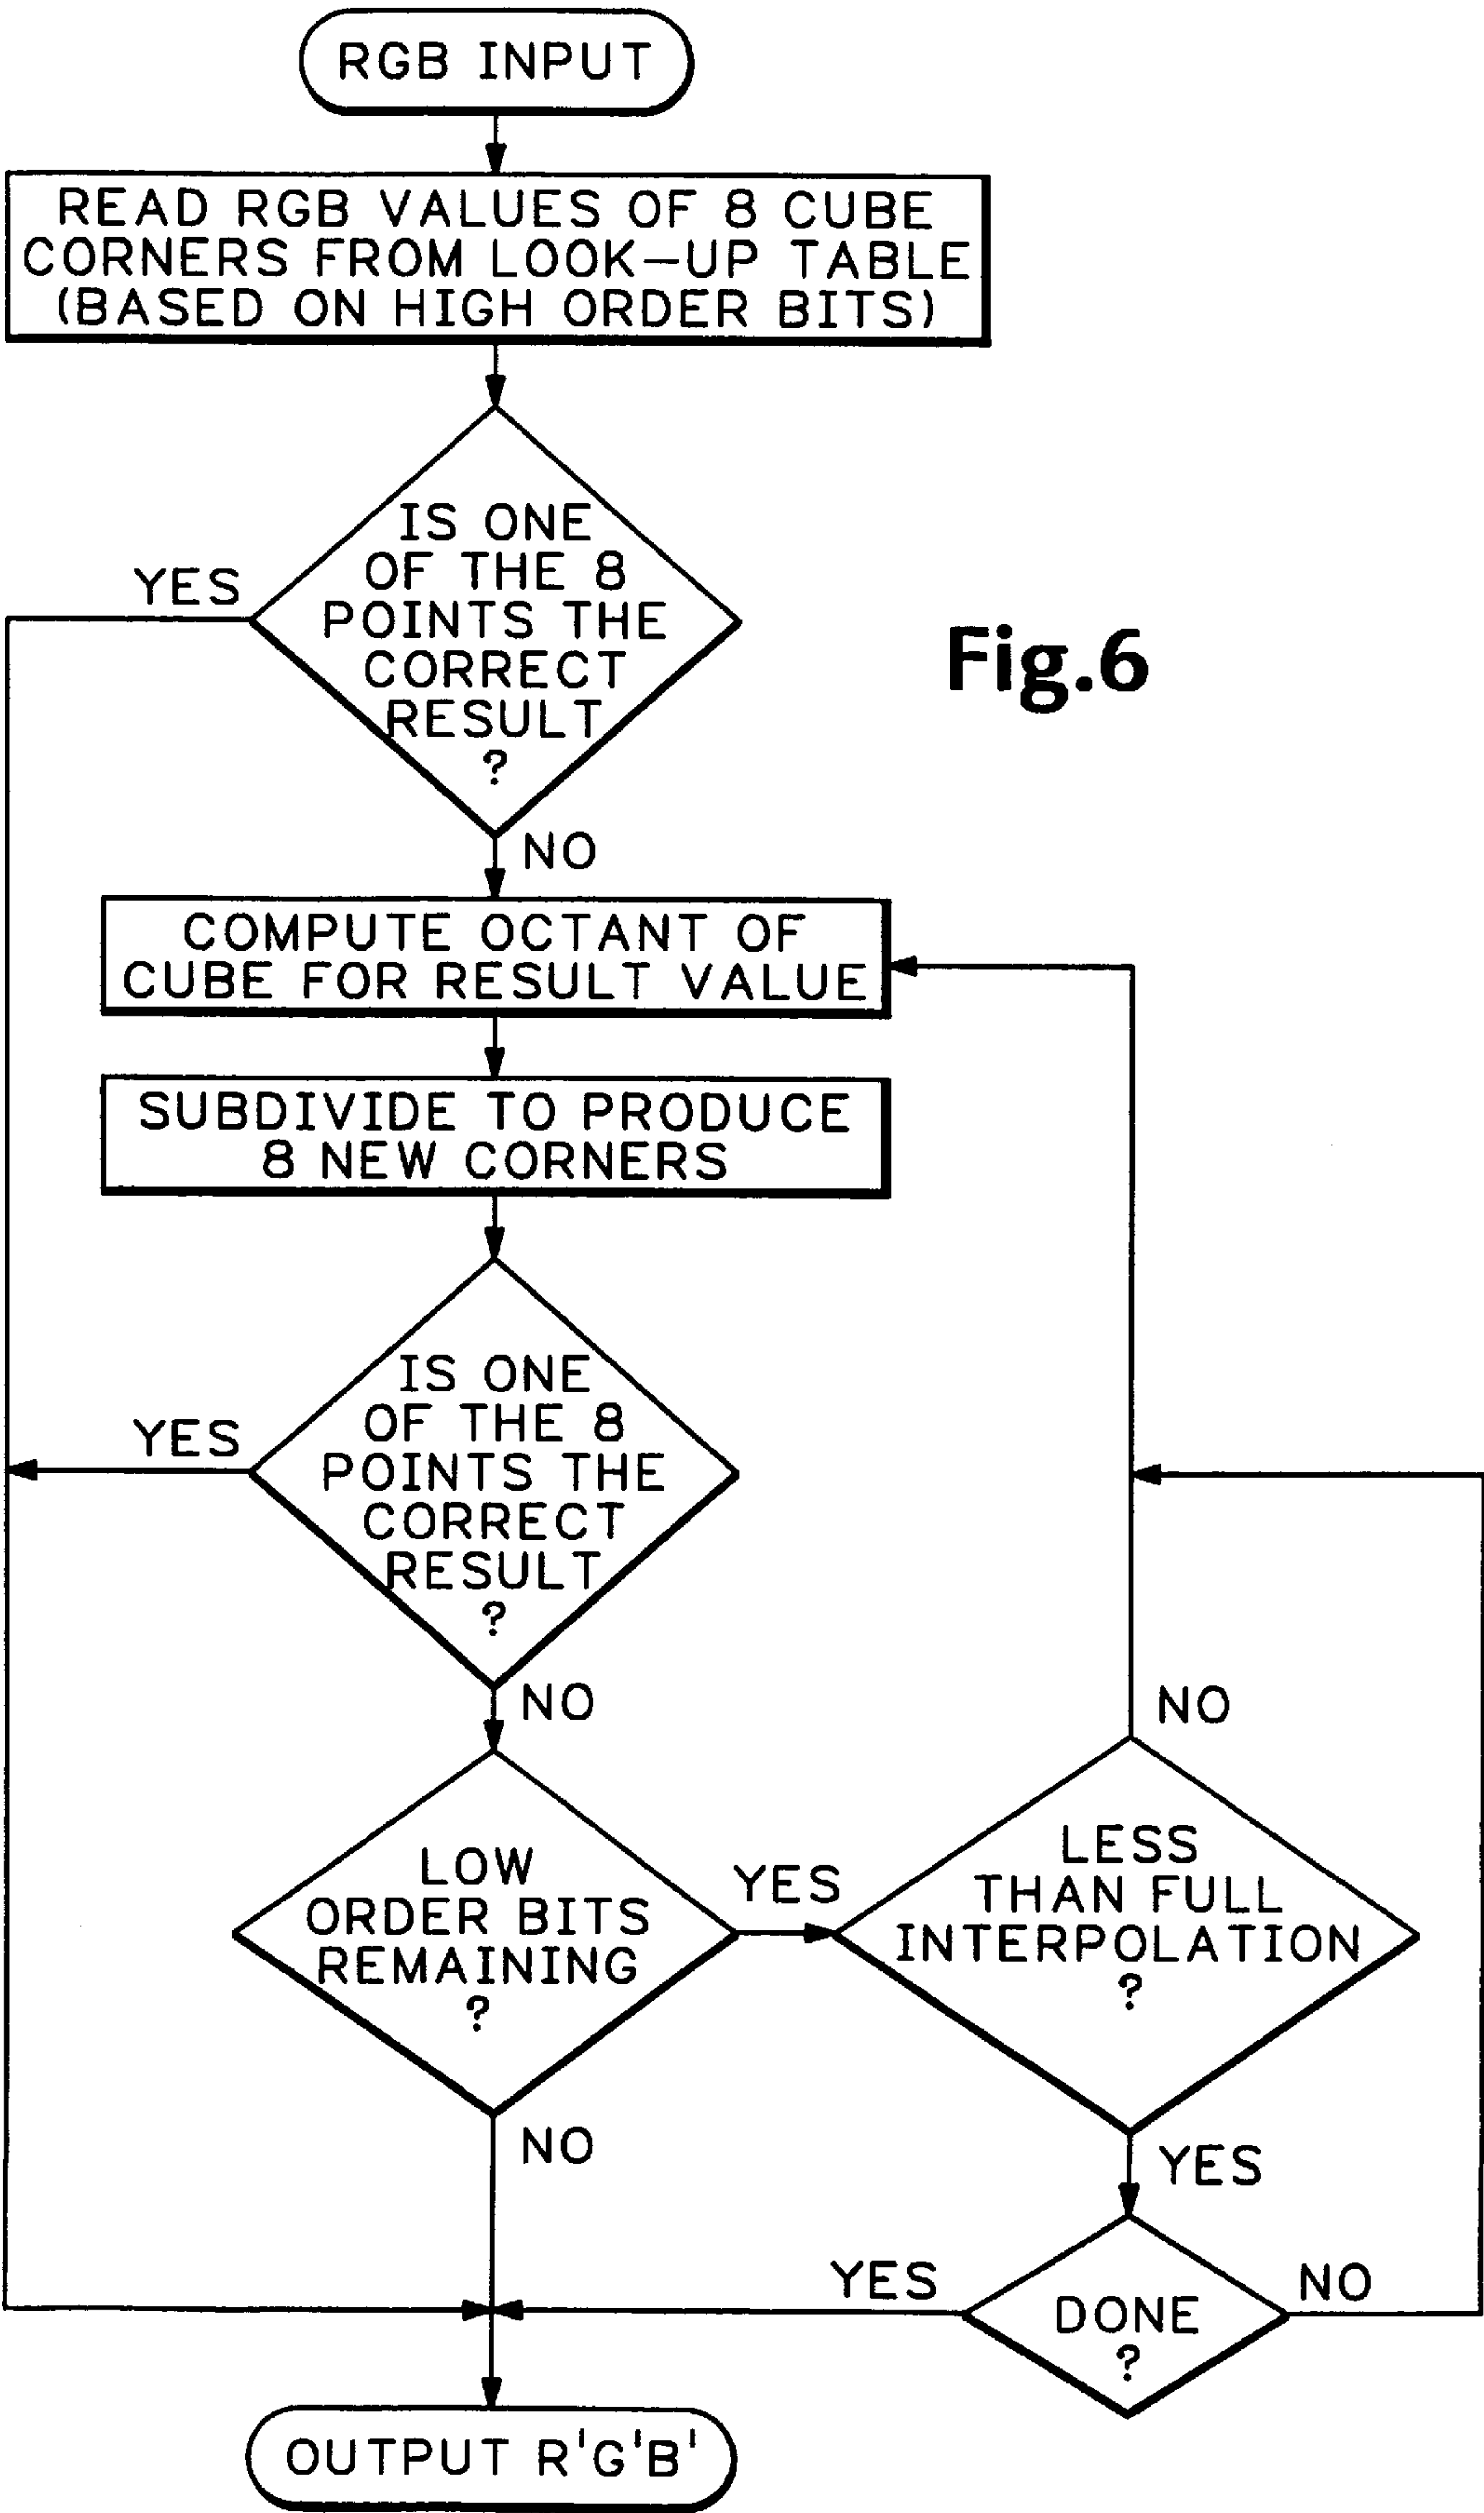 RGB INPUT
READ RGB VALUES OF 8 CUBE
CORNERS FROM LOOK-UP TABLE
(BASED ON HIGH ORDER BITS)
IS ONE
OF THE 8
POINTS THE
CORRECT
RESULT
?
YES
Fig.6
NO
COMPUTE OCTANT OF
CUBE FOR RESULT VALUE
SUBDIVIDE TO PRODUCE
8 NEW CORNERS
IS ONE
OF THE 8
POINTS THE
CORRECT
RESULT
?
YES
NO
LOW
ORDER BITS
REMAINING
?
YES
NO
LESS
THAN FULL
INTERPOLATION
?
NO
YES
DONE
?
YES
NO
OUTPUT R'G'B'